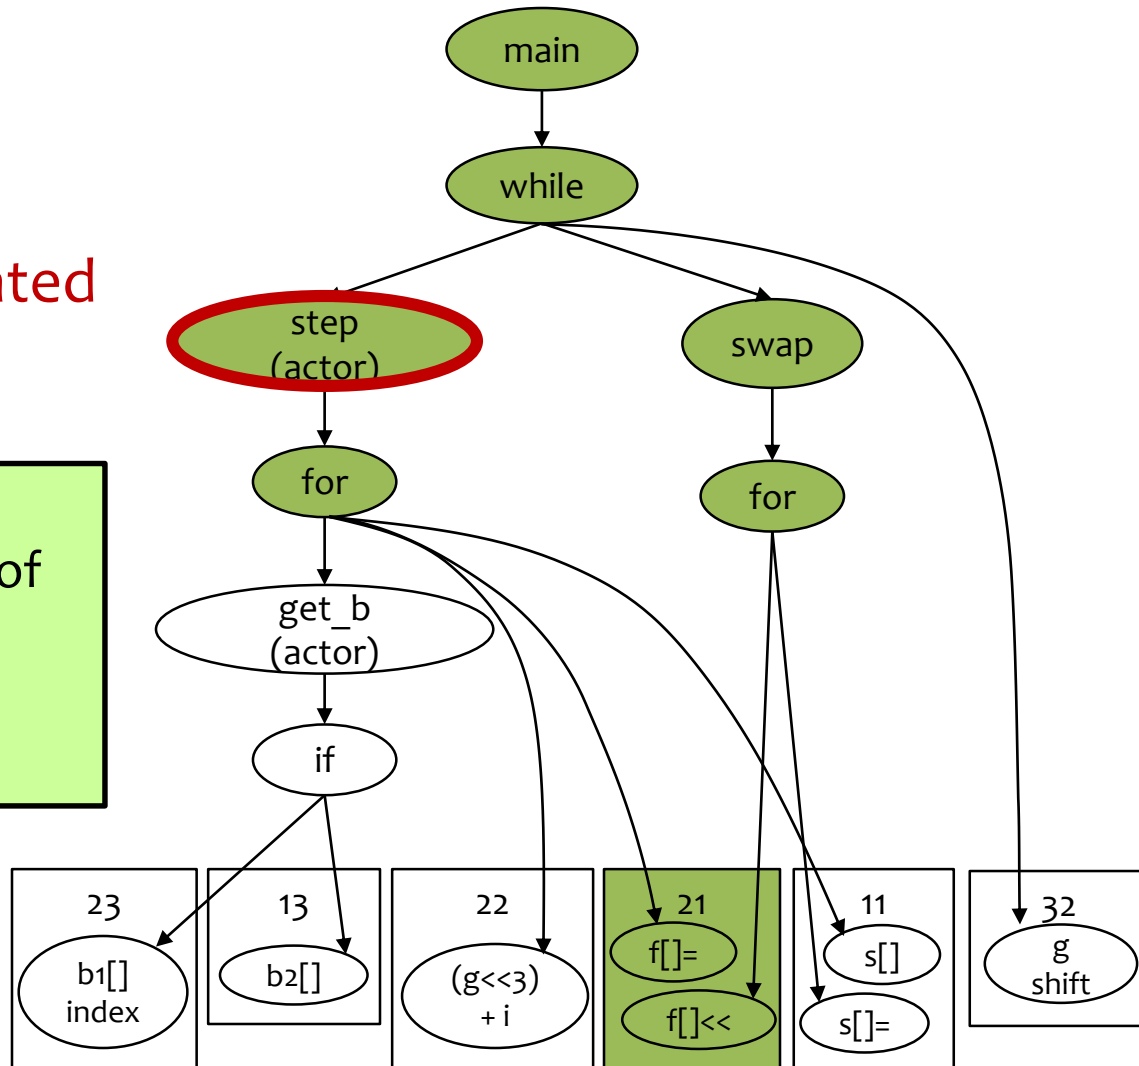 main
while
ated
step
(actor)
swap
for
for
of
get_b
(actor)
if
23
13
22
21
11
32
b1[]
index
b2[]
(g<<3)
+ i
f[]=
f[]<<
s[]
s[]=
g
shift